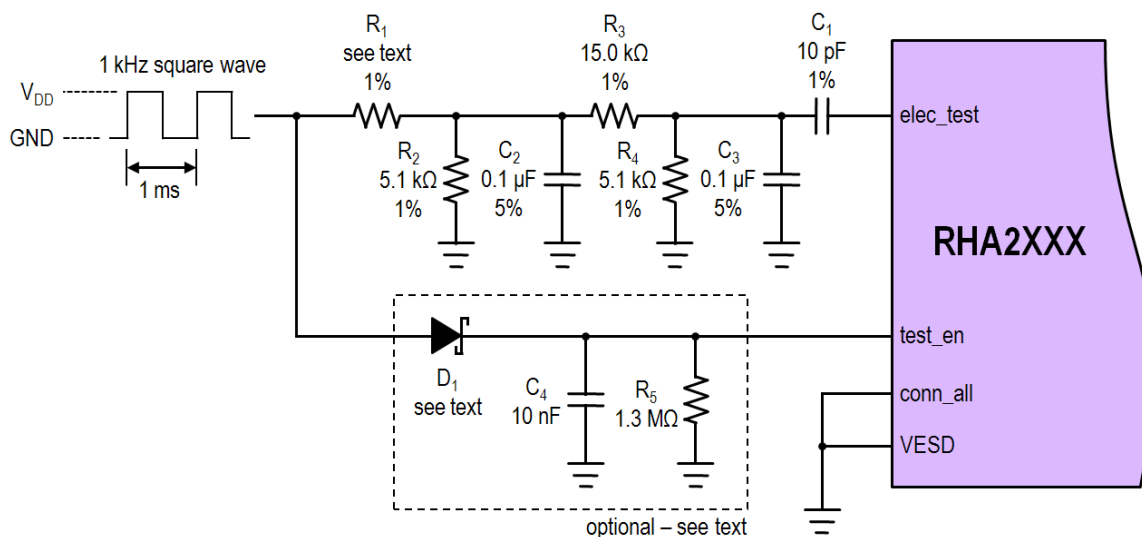 1 kHz square wave
V_DD
GND
1 ms
R1
see text
1%
R3
15.0 kΩ
1%
C1
10 pF
1%
R2
5.1 kΩ
1%
C2
0.1 µF
5%
R4
5.1 kΩ
1%
C3
0.1 µF
5%
elec_test
RHA2XXX
D1
see text
C4
10 nF
R5
1.3 MΩ
test_en
conn_all
VESD
optional – see text